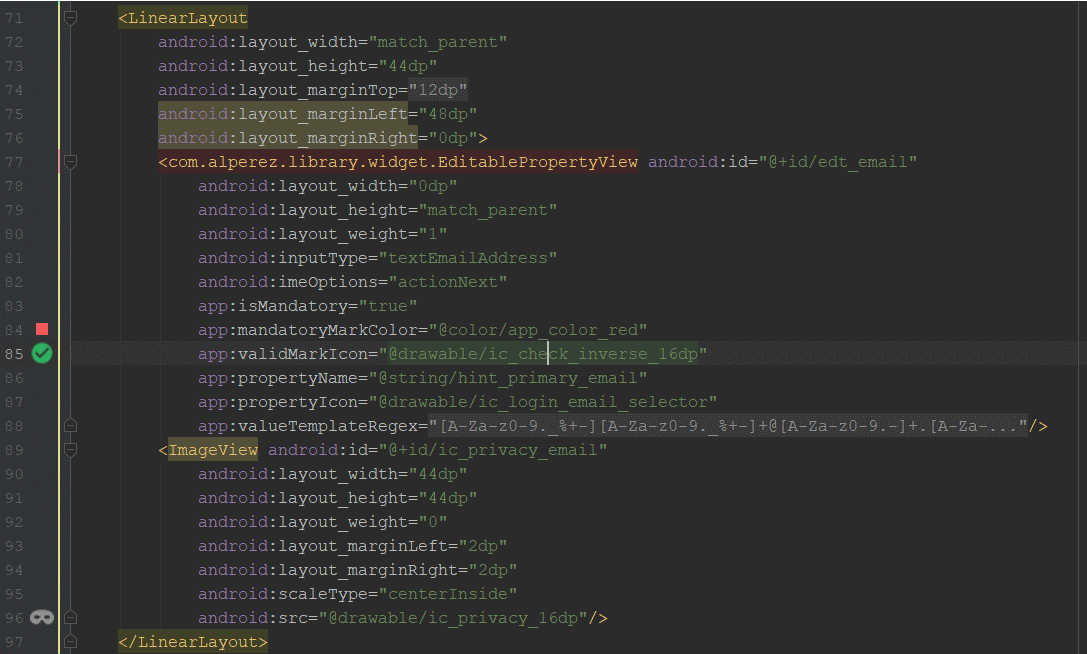 71 <LinearLayout
72 android:layout_width="match_parent"
73 android:layout_height="44dp"
74 android:layout_marginTop="12dp"
75 android:layout_marginLeft="48dp"
76 android:layout_marginRight="0dp">
77 <com.alperez.library.widget.EditablePropertyView android:id="@+id/edt_email"
78 android:layout_width="0dp"
79 android:layout_height="match_parent"
80 android:layout_weight="1"
81 android:inputType="textEmailAddress"
82 android:imeOptions="actionNext"
83 app:isMandatory="true"
84 app:mandatoryMarkColor="@color/app_color_red"
85 app:validMarkIcon="@drawable/ic_check_inverse_16dp"
86 app:propertyName="@string/hint_primary_email"
87 app:propertyIcon="@drawable/ic_login_email_selector"
88 app:valueTemplateRegex="[A-Za-z0-9._%+-][A-Za-z0-9._%+-]+@[A-Za-z0-9.-]+.[A-Za-..."/>
89 <ImageView android:id="@+id/ic_privacy_email"
90 android:layout_width="44dp"
91 android:layout_height="44dp"
92 android:layout_weight="0"
93 android:layout_marginLeft="2dp"
94 android:layout_marginRight="2dp"
95 android:scaleType="centerInside"
96 android:src="@drawable/ic_privacy_16dp"/>
97 </LinearLayout>